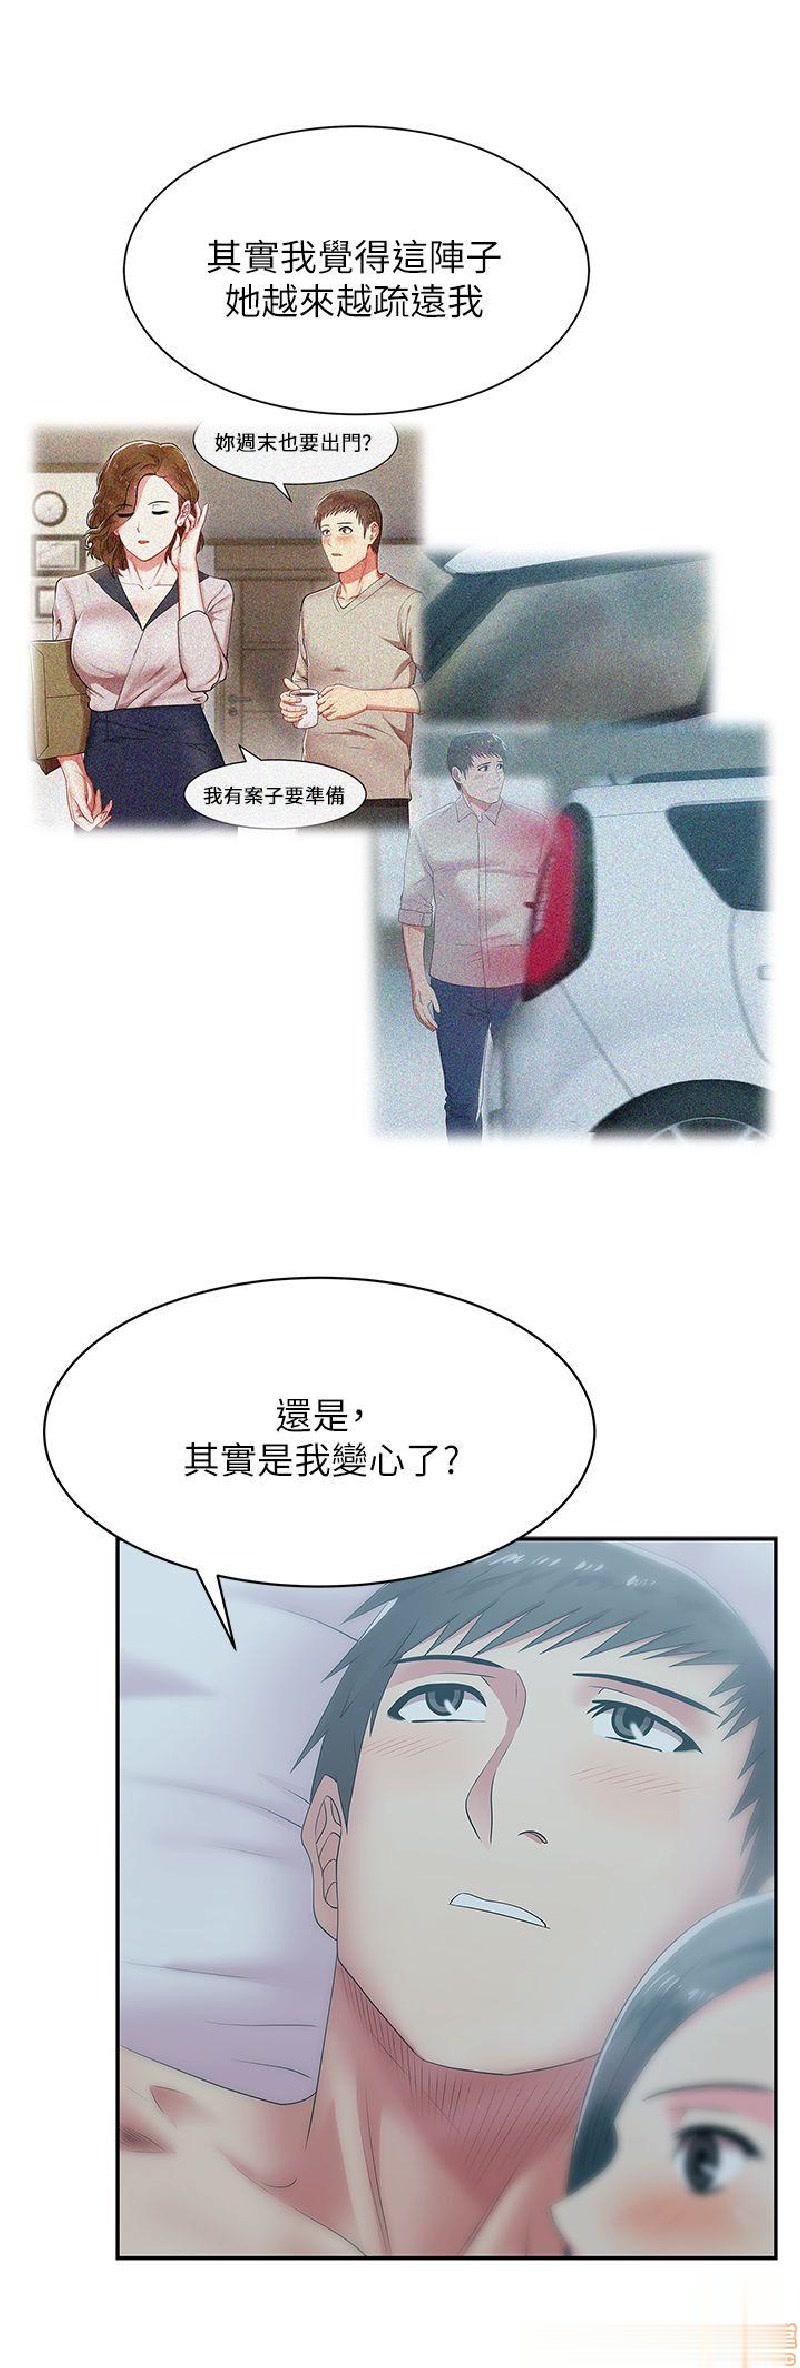 其實我覺得這陣子
她越來越疏遠我
妳週末也要出門?
我有案子要準備
還是，
其實是我變心了?